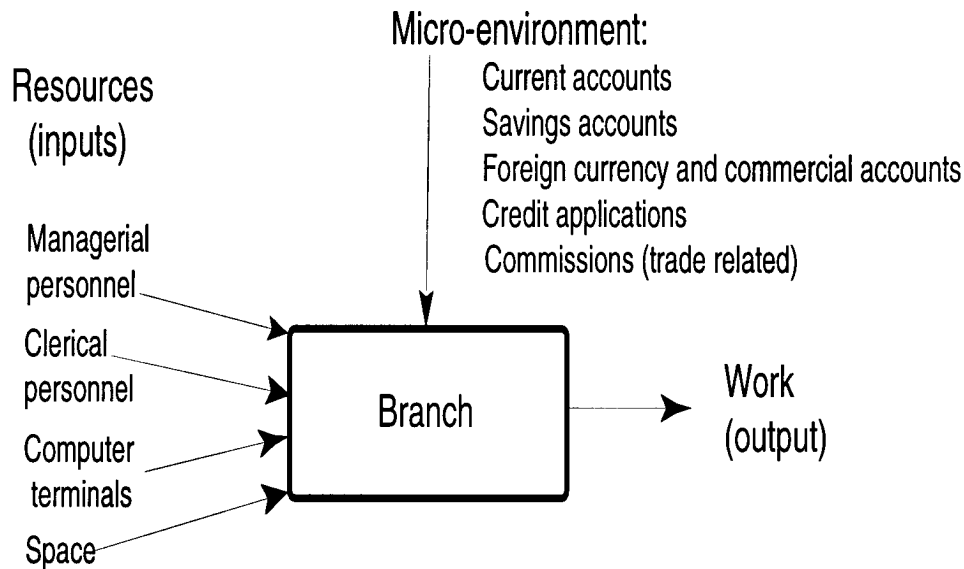 Micro-environment:
Current accounts
Savings accounts
Foreign currency and commercial accounts
Credit applications
Commissions (trade related)
Resources
(inputs)
Managerial
personnel
Clerical
personnel
Computer
terminals
Space
Branch
Work
(output)